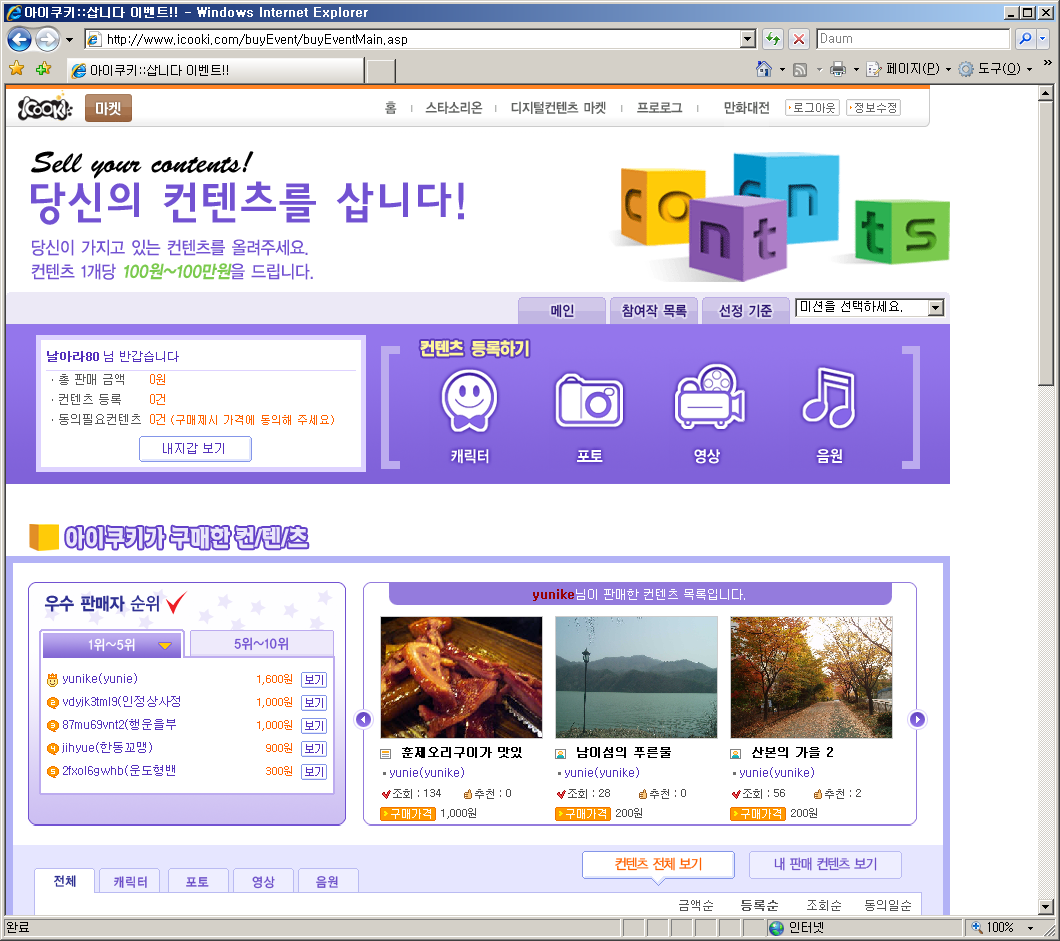 아이쿠키::삽니다 이벤트!! - Windows Internet Explorer
http://www.icooki.com/buyEvent/buyEventMain.asp
Daum
아이쿠키::삽니다 이벤트!!
페이지(P)
도구(O)
iCOOKi 마켓 홈 스타소리온 디지털컨텐츠 마켓 프로로그 만화대전 로그아웃 정보수정
Sell your contents!
당신의 컨텐츠를 삽니다!
당신이 가지고 있는 컨텐츠를 올려주세요.
컨텐츠 1개당 100원~100만원을 드립니다.
co en nt ts
메인 참여작 목록 선정 기준 미션을 선택하세요.
날아라80 님 반갑습니다
· 총 판매 금액 0원
· 컨텐츠 등록 0건
· 동의필요컨텐츠 0건 (구매제시 가격에 동의해 주세요)
내지갑 보기
컨텐츠 등록하기
캐릭터 포토 영상 음원
아이쿠키가 구매한 컨/텐/츠
우수 판매자 순위
1위~5위 5위~10위
yunike(yunie) 1,600원 보기
2 vdyjk3tml9(인정상사정 1,000원 보기
3 87mu69vnt2(행운을부 1,000원 보기
4 jihyue(한동꼬맹) 900원 보기
5 2fxol6gwhb(운도형밴 300원 보기
yunike님이 판매한 컨텐츠 목록입니다.
훈제오리구이가 맛있
yunie(yunike)
조회 : 134 추천 : 0
구매가격 1,000원
남이섬의 푸른물
yunie(yunike)
조회 : 28 추천 : 0
구매가격 200원
산본의 가을 2
yunie(yunike)
조회 : 56 추천 : 2
구매가격 200원
컨텐츠 전체 보기 내 판매 컨텐츠 보기
전체 캐릭터 포토 영상 음원
금액순 등록순 조회순 동의일순
완료 인터넷 100%